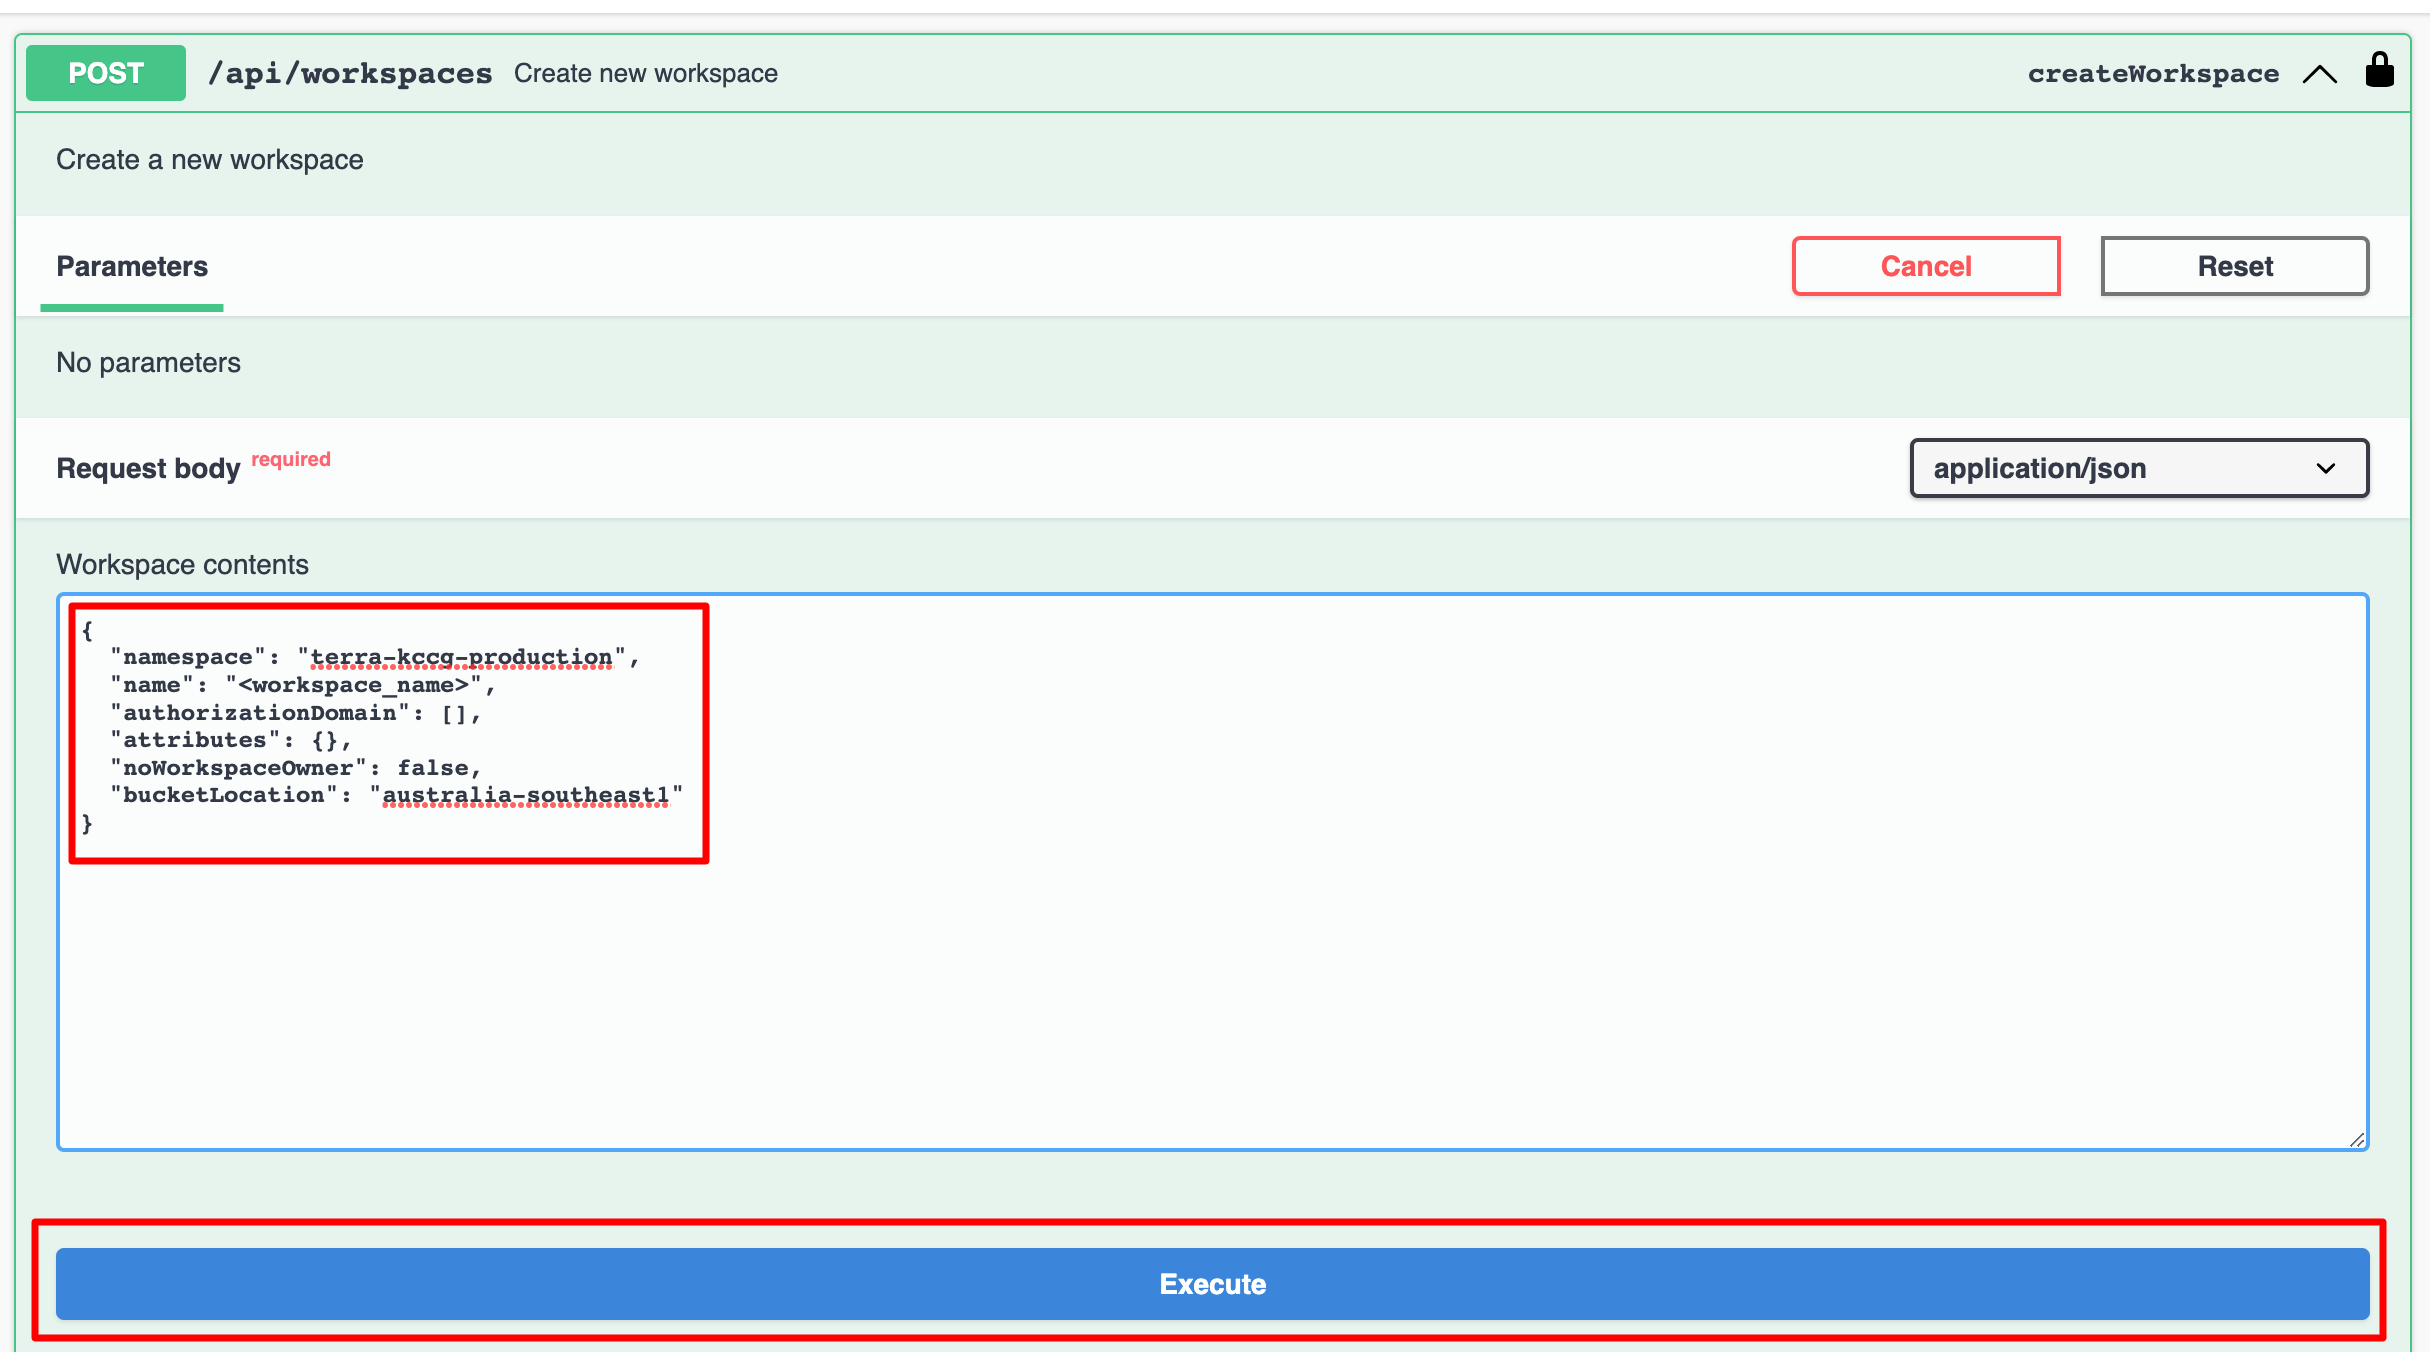 POST /api/workspaces Create new workspace createWorkspace
Create a new workspace
Parameters Cancel Reset
No parameters
Request body required application/json
Workspace contents
{
  "namespace": "terra-kccg-production",
  "name": "<workspace_name>",
  "authorizationDomain": [],
  "attributes": {},
  "noWorkspaceOwner": false,
  "bucketLocation": "australia-southeast1"
}
Execute